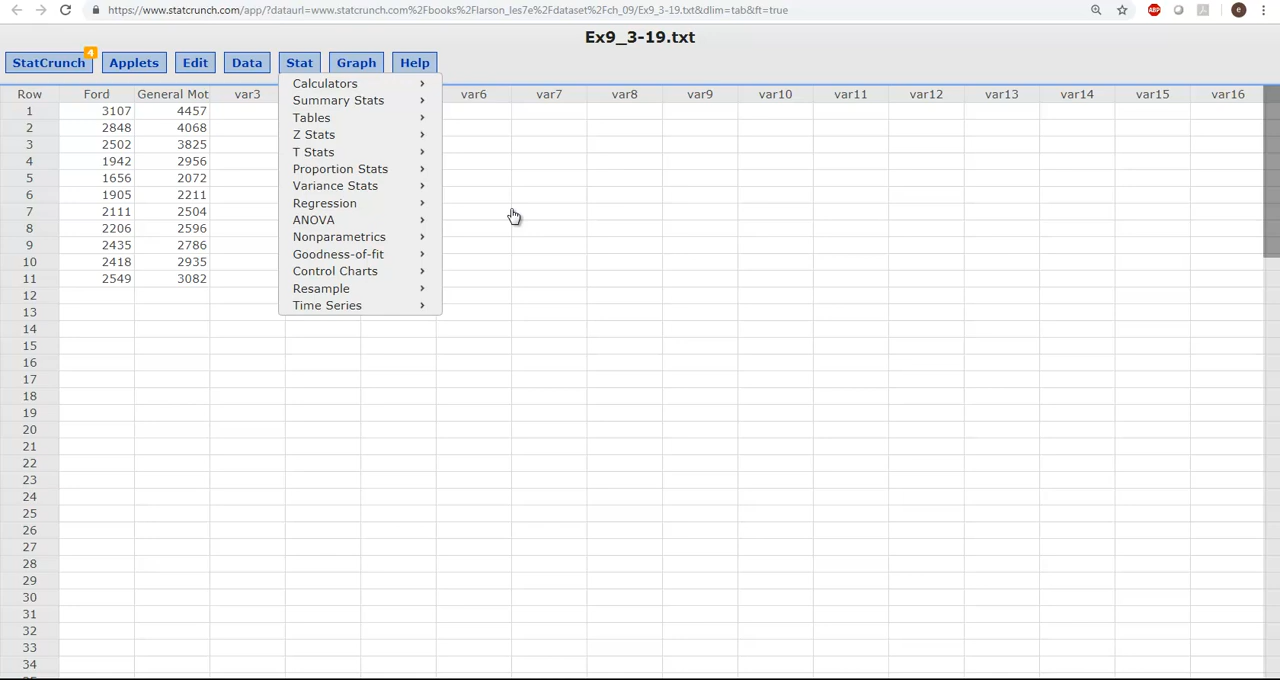 https://www.statcrunch.com/app/?dataurl=www.statcrunch.com%2Fbooks%2Flarson_les7e%2Fdataset%2Fch_09/Ex9_3-19.txt&dlim=tab&ft=true
ABP
e
Ex9_3-19.txt
StatCrunch 4 Applets Edit Data Stat Graph Help
Row Ford General Mot var3 var6 var7 var8 var9 var10 var11 var12 var13 var14 var15 var16
Calculators
Summary Stats
Tables
Z Stats
T Stats
Proportion Stats
Variance Stats
Regression
ANOVA
Nonparametrics
Goodness-of-fit
Control Charts
Resample
Time Series
1 3107 4457
2 2848 4068
3 2502 3825
4 1942 2956
5 1656 2072
6 1905 2211
7 2111 2504
8 2206 2596
9 2435 2786
10 2418 2935
11 2549 3082
12
13
14
15
16
17
18
19
20
21
22
23
24
25
26
27
28
29
30
31
32
33
34